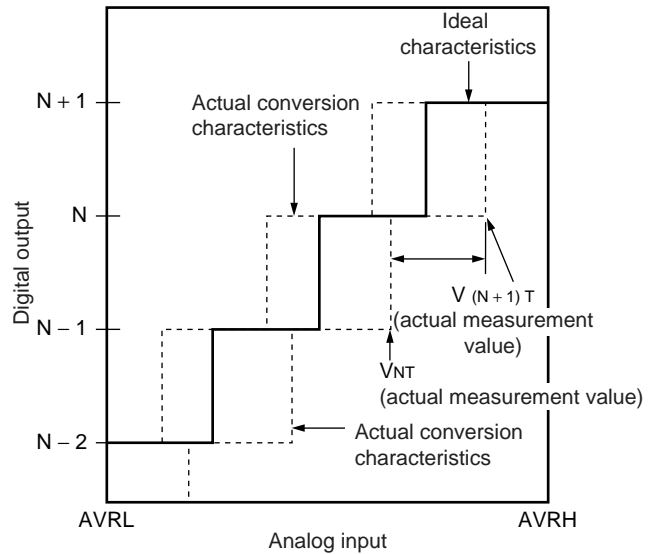 Ideal
characteristics
N + 1
Actual conversion
characteristics
N
Digital output
V (N + 1) T
(actual measurement
value)
N – 1
VNT
(actual measurement value)
Actual conversion
characteristics
N – 2
AVRL
AVRH
Analog input